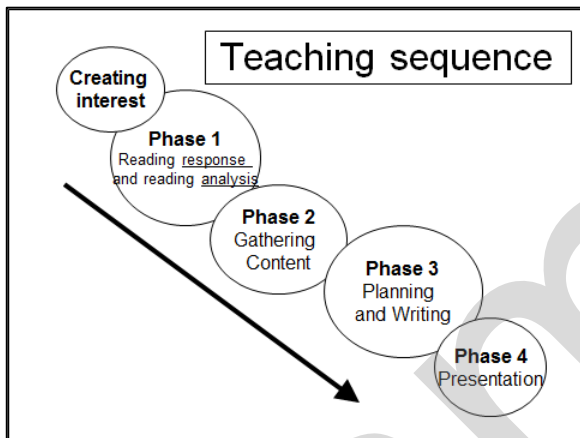 Teaching sequence
Creating
interest
Phase 1
Reading response
and reading analysis
Phase 2
Gathering
Content
Phase 3
Planning
and Writing
Phase 4
Presentation